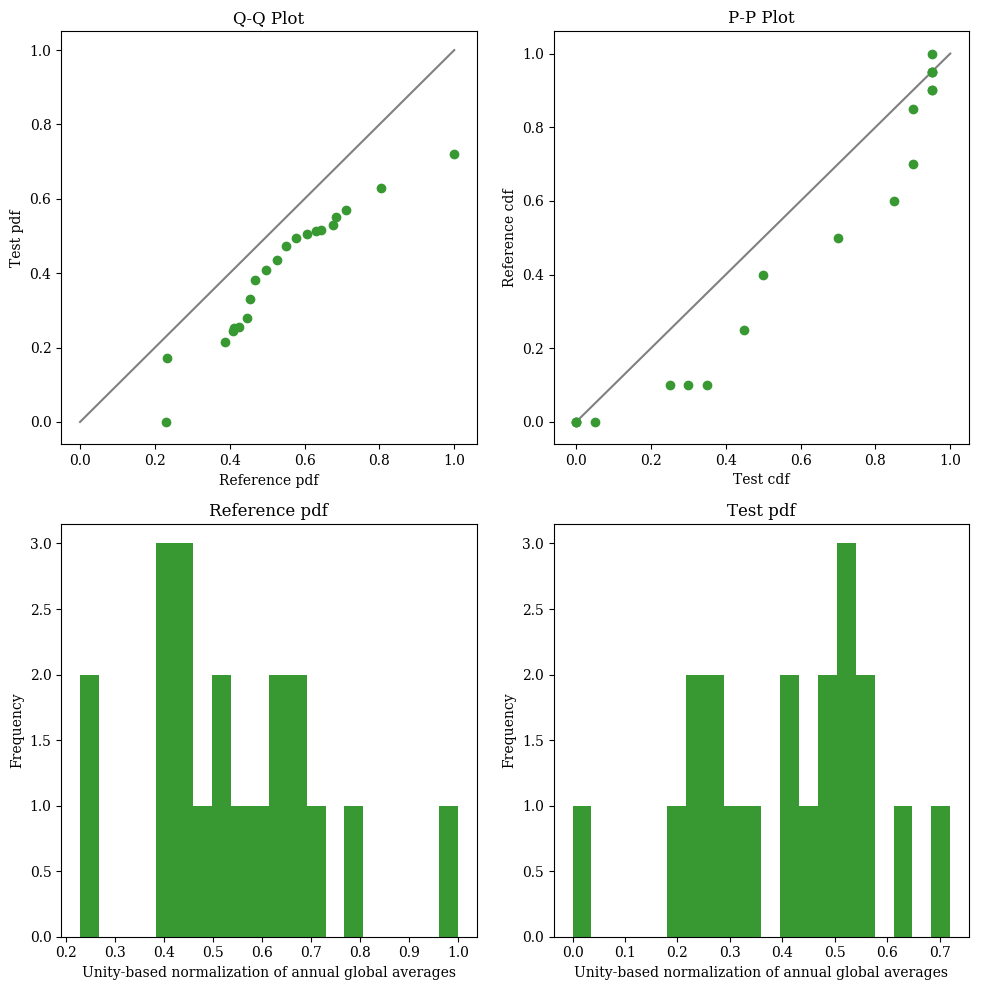 Q-Q Plot
1.0
0.8
0.6
0.4
0.2
0.0
Test pdf
0.0 0.2 0.4 0.6 0.8 1.0
Reference pdf
P-P Plot
1.0
0.8
0.6
0.4
0.2
0.0
Reference cdf
0.0 0.2 0.4 0.6 0.8 1.0
Test cdf
Reference pdf
3.0
2.5
2.0
1.5
1.0
0.5
0.0
Frequency
0.2 0.3 0.4 0.5 0.6 0.7 0.8 0.9 1.0
Unity-based normalization of annual global averages
Test pdf
3.0
2.5
2.0
1.5
1.0
0.5
0.0
Frequency
0.0 0.1 0.2 0.3 0.4 0.5 0.6 0.7
Unity-based normalization of annual global averages